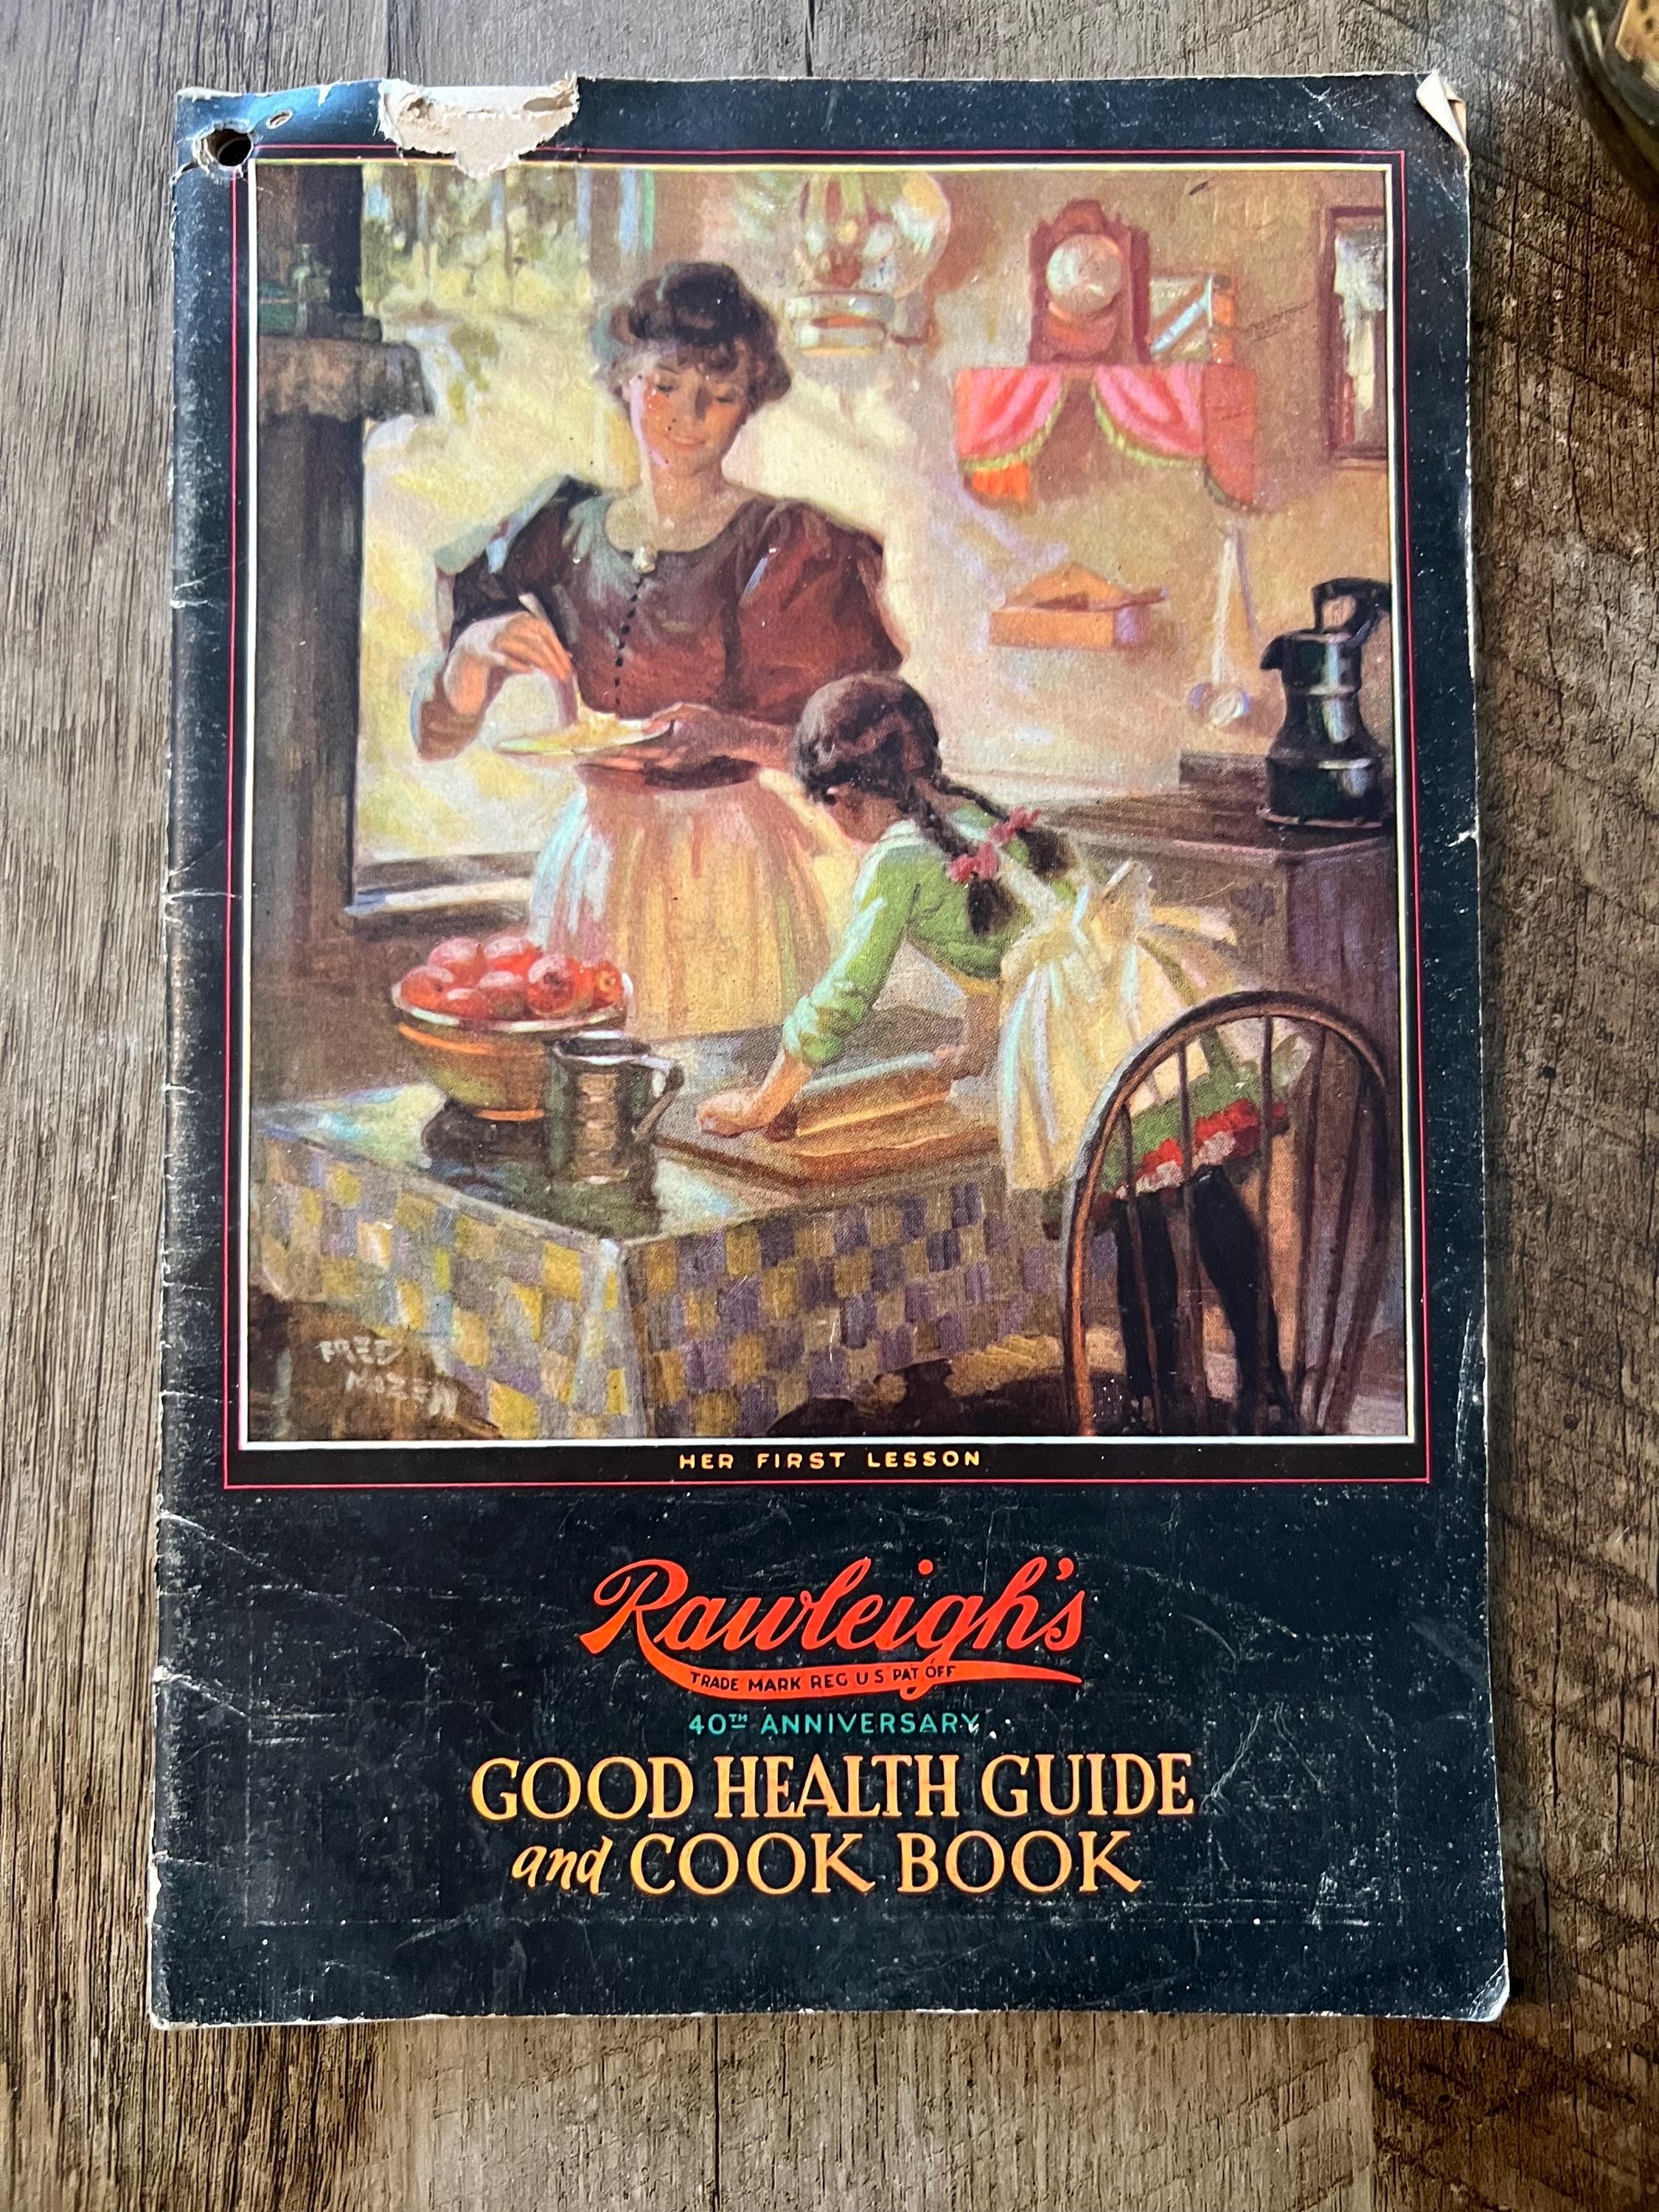 FRED
MIZEN
HER FIRST LESSON
Rawleigh's
TRADE MARK REG U S PAT OFF
40TH ANNIVERSARY
GOOD HEALTH GUIDE
and COOK BOOK